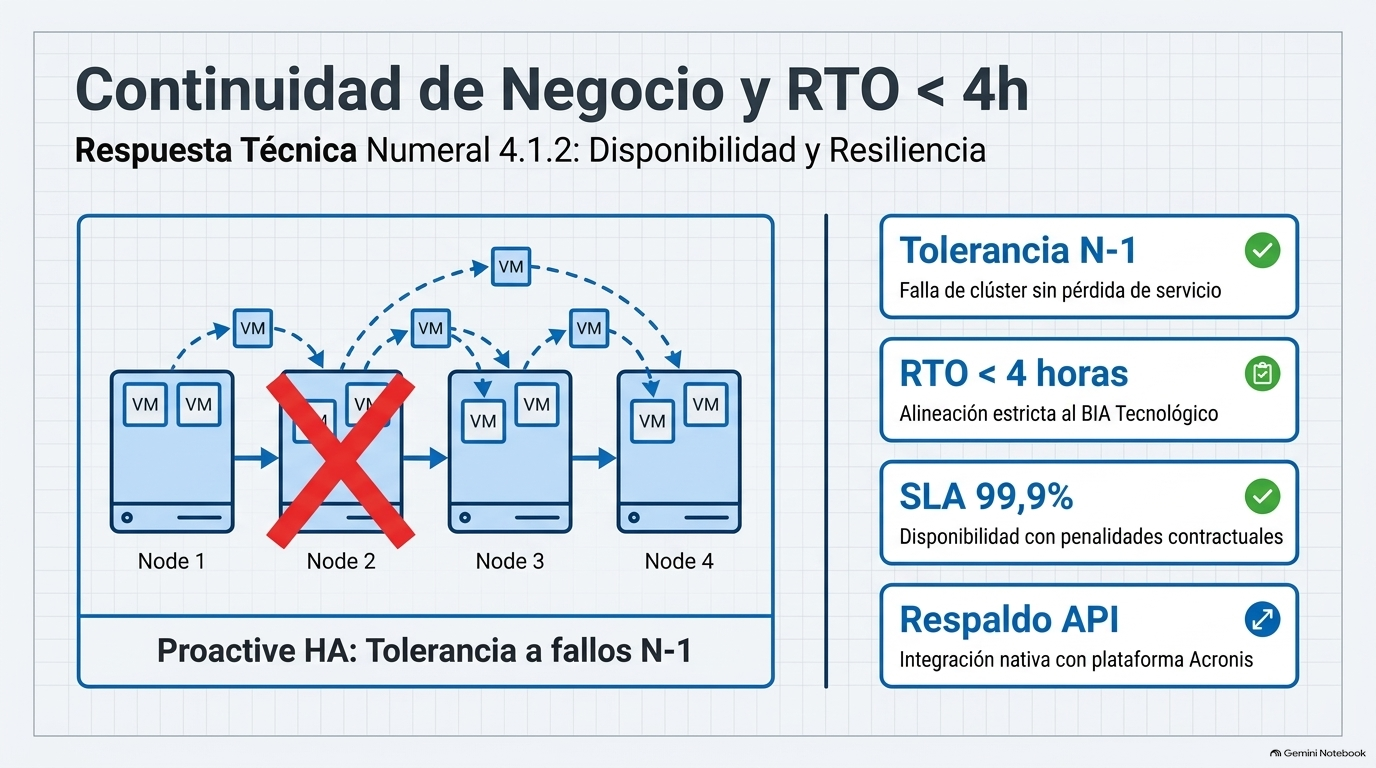 Continuidad de Negocio y RTO < 4h
Respuesta Técnica Numeral 4.1.2: Disponibilidad y Resiliencia
VM
VM
VM
VM
VM
VM
VM
VM
VM
VM
VM
Node 1
Node 2
Node 3
Node 4
Proactive HA: Tolerancia a fallos N-1
Tolerancia N-1
Falla de clúster sin pérdida de servicio
RTO < 4 horas
Alineación estricta al BIA Tecnológico
SLA 99,9%
Disponibilidad con penalidades contractuales
Respaldo API
Integración nativa con plataforma Acronis
Gemini Notebook